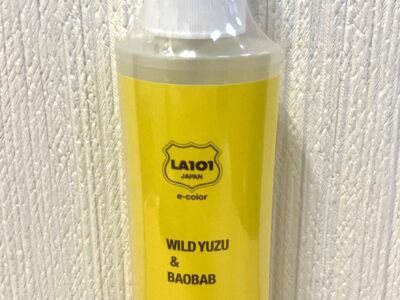 LA101
JAPAN
e-color
WILD YUZU
&
BAOBAB